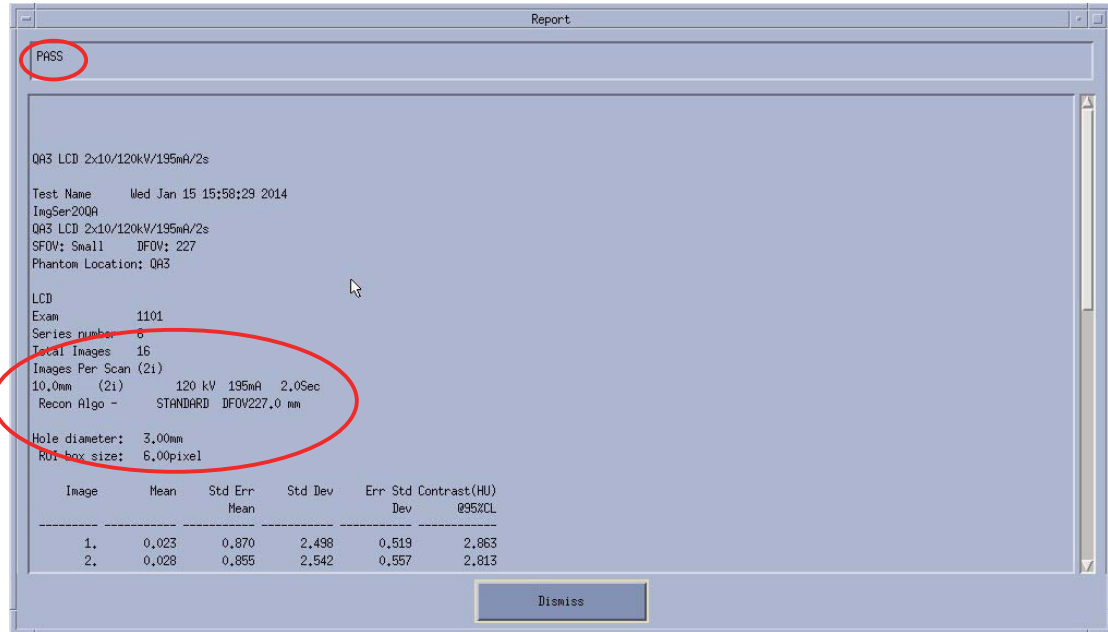 Report
PASS
QA3 LCD 2x10/120kV/195mA/2s
Test Name Wed Jan 15 15:58:29 2014
ImgSer20QA
QA3 LCD 2x10/120kV/195mA/2s
SFOV: Small DFOV: 227
Phantom Location: QA3
LCD
Exam 1101
Series number 8
Total Images 16
Images Per Scan (2i)
10.0mm (2i) 120 kV 195mA 2.0Sec
Recon Algo - STANDARD DFOV227.0 mm
Hole diameter: 3.00mm
ROI box size: 6.00pixel
Image Mean Std Err Std Dev Err Std Contrast(HU)
Mean Dev @95%CL
--------- ----------- ----------- ----------- ----------- ------------
1. 0.023 0.870 2.498 0.519 2.863
2. 0.028 0.855 2.542 0.557 2.813
Dismiss